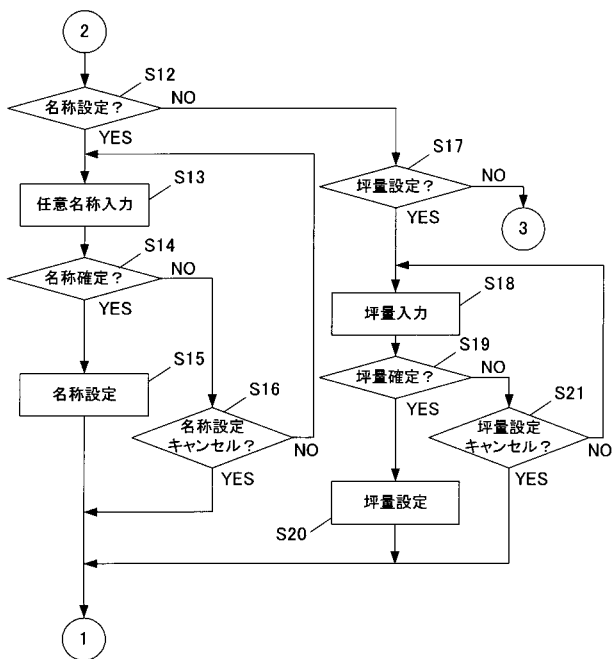 2
S12
名称設定?
NO
YES
S17
坪量設定?
NO
YES
3
S13
任意名称入力
S14
名称確定?
NO
YES
S18
坪量入力
S19
坪量確定?
NO
YES
S15
名称設定
S16
名称設定
キャンセル?
NO
YES
S21
坪量設定
キャンセル?
NO
YES
坪量設定
S20
1